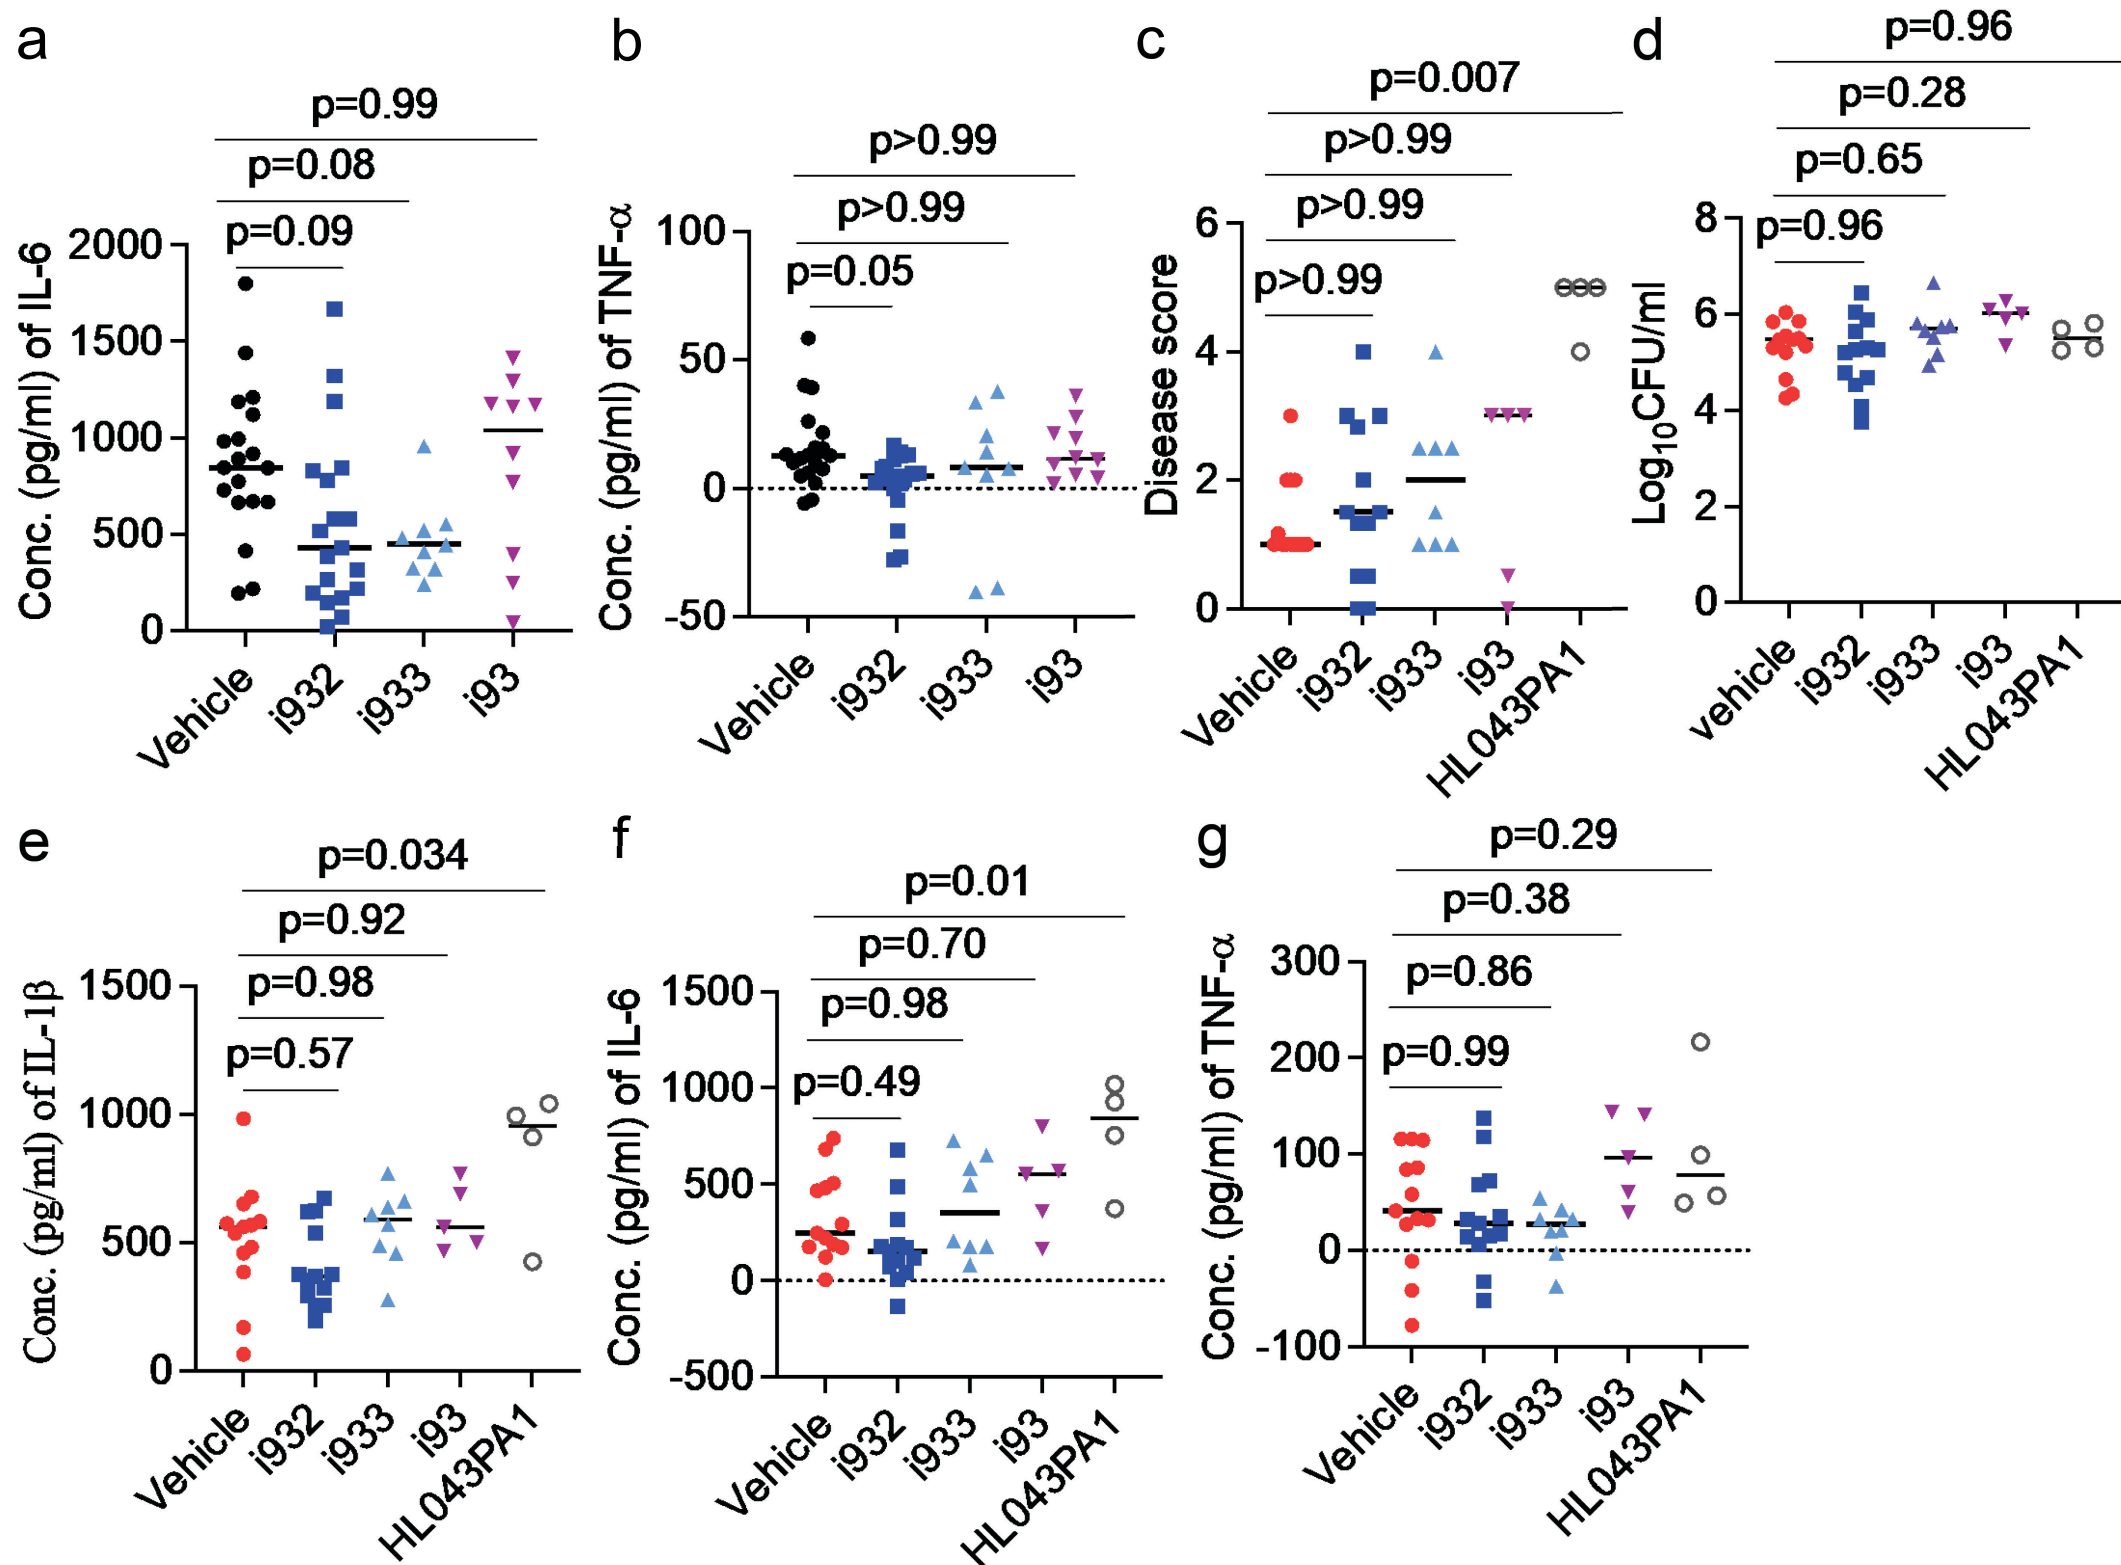 a
p=0.99
p=0.08
p=0.09
Conc. (pg/ml) of IL-6
2000
1500
1000
500
0
Vehicle
i932
i933
i93
b
p>0.99
p>0.99
p=0.05
Conc. (pg/ml) of TNF-α
100
50
0
-50
Vehicle
i932
i933
i93
c
p=0.007
p>0.99
p>0.99
p>0.99
Disease score
6
4
2
0
Vehicle
i932
i933
i93
HL043PA1
d
p=0.96
p=0.28
p=0.65
p=0.96
Log10CFU/ml
8
6
4
2
0
vehicle
i932
i933
i93
HL043PA1
e
p=0.034
p=0.92
p=0.98
p=0.57
Conc. (pg/ml) of IL-1β
1500
1000
500
0
Vehicle
i932
i933
i93
HL043PA1
f
p=0.01
p=0.70
p=0.98
p=0.49
Conc. (pg/ml) of IL-6
1500
1000
500
0
-500
Vehicle
i932
i933
i93
HL043PA1
g
p=0.29
p=0.38
p=0.86
p=0.99
Conc. (pg/ml) of TNF-α
300
200
100
0
-100
Vehicle
i932
i933
i93
HL043PA1